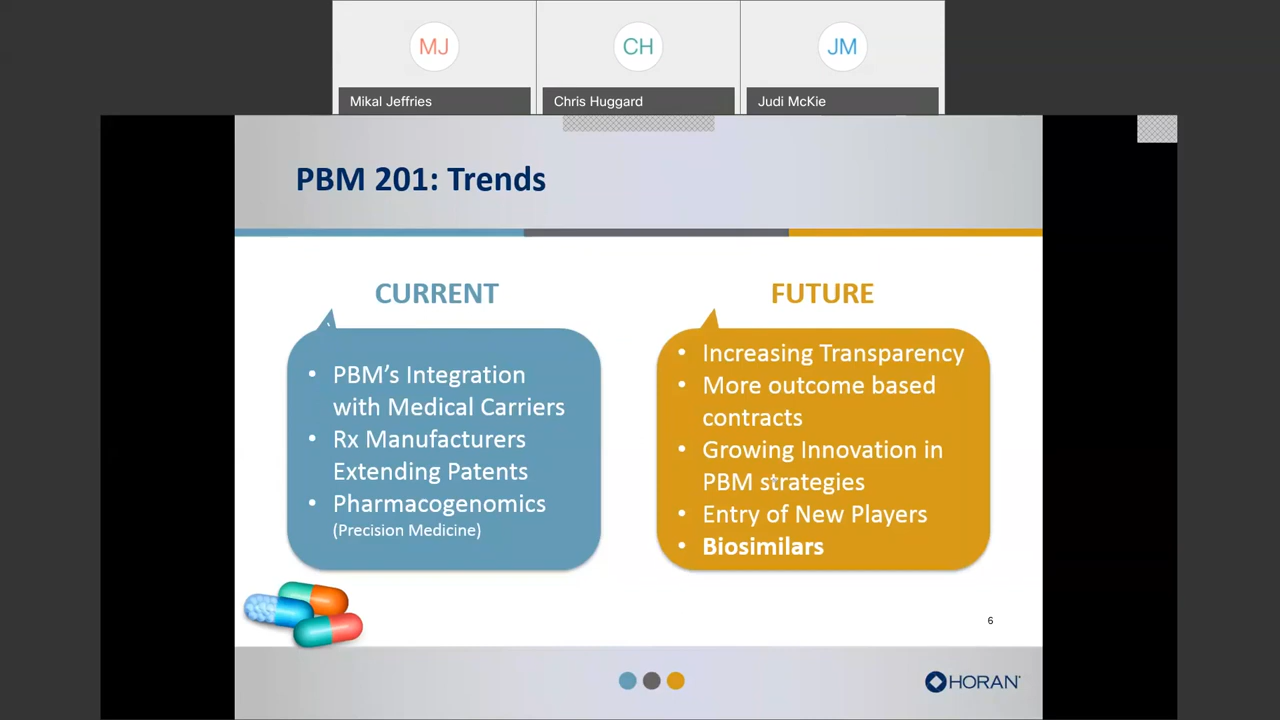 MJ
CH
JM
Mikal Jeffries
Chris Huggard
Judi McKie
PBM 201: Trends
CURRENT
PBM’s Integration
with Medical Carriers
• Rx Manufacturers
Extending Patents
• Pharmacogenomics
(Precision Medicine)
FUTURE
• Increasing Transparency
• More outcome based
contracts
• Growing Innovation in
PBM strategies
• Entry of New Players
• Biosimilars
6
HORAN